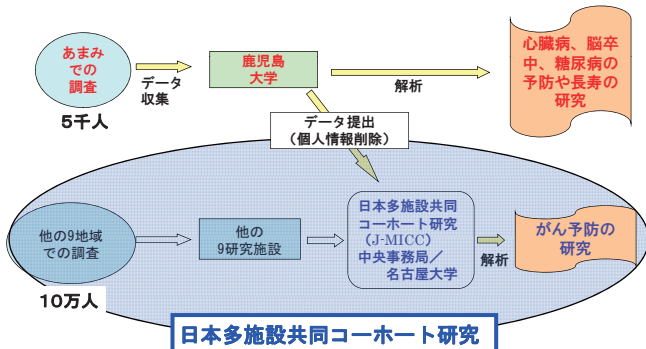 あまみ
での
調査
5千人
データ
収集
鹿児島
大学
解析
心臓病、脳卒
中、糖尿病の
予防や長寿の
研究
データ提出
(個人情報削除)
他の9地域
での調査
10万人
他の
9研究施設
日本多施設共同
コーホート研究
(J-MICC)
中央事務局/
名古屋大学
解析
がん予防の
研究
日本多施設共同コーホート研究